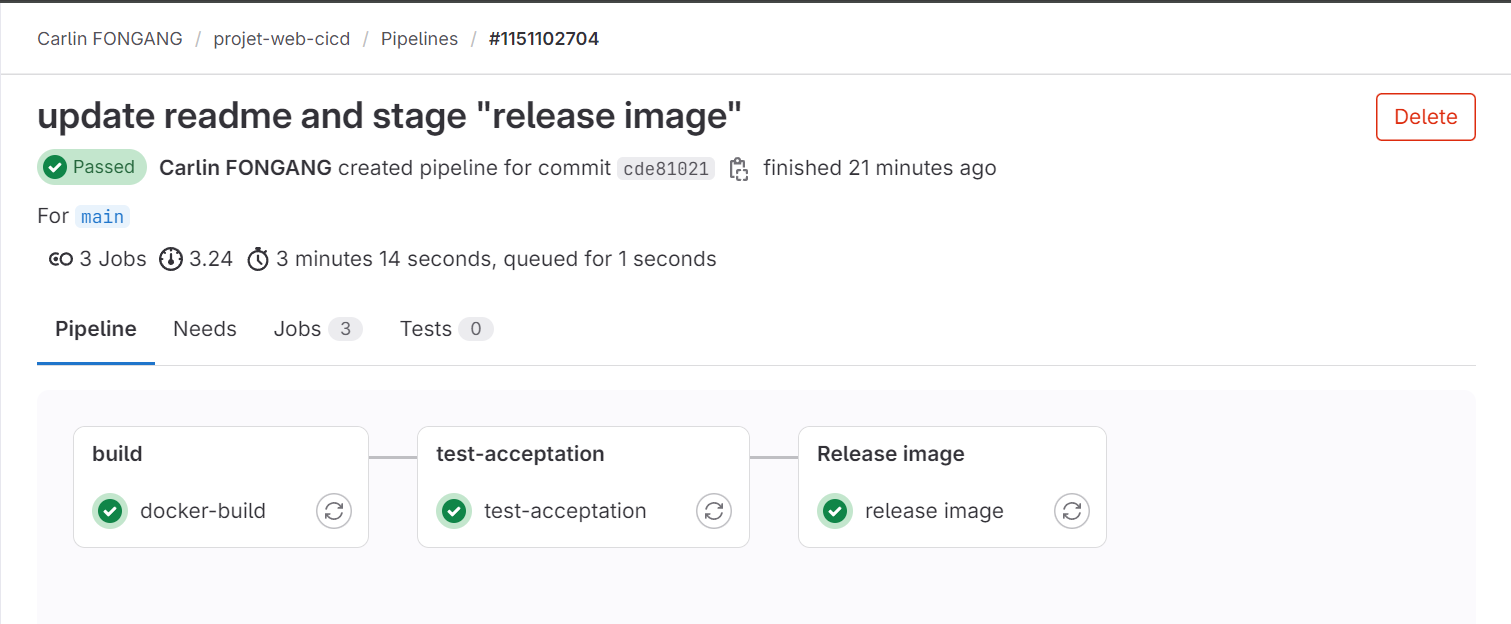 Carlin FONGANG / projet-web-cicd / Pipelines / #1151102704
update readme and stage "release image"
Delete
Passed Carlin FONGANG created pipeline for commit cde81021 finished 21 minutes ago
For main
3 Jobs 3.24 3 minutes 14 seconds, queued for 1 seconds
Pipeline Needs Jobs 3 Tests 0
build test-acceptation Release image
docker-build test-acceptation release image